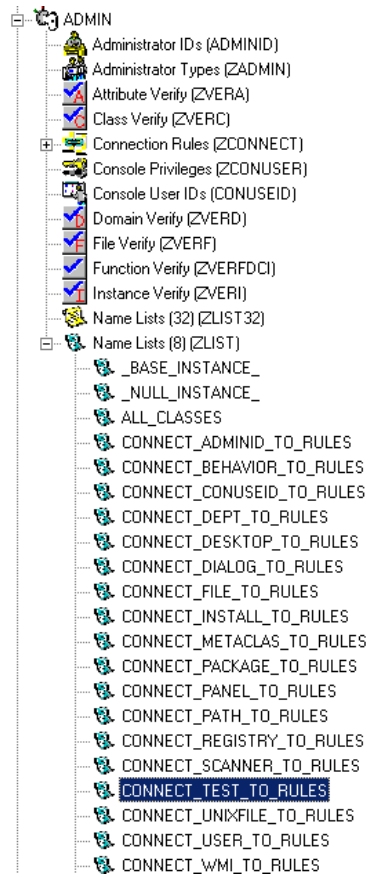 ADMIN
Administrator IDs (ADMINID)
Administrator Types (ZADMIN)
Attribute Verify (ZVERA)
Class Verify (ZVERC)
Connection Rules (ZCONNECT)
Console Privileges (ZCONUSER)
Console User IDs (CONUSEID)
Domain Verify (ZVERD)
File Verify (ZVERF)
Function Verify (ZVERFDCI)
Instance Verify (ZVERI)
Name Lists (32) (ZLIST32)
Name Lists (8) (ZLIST)
_BASE_INSTANCE_
_NULL_INSTANCE_
ALL_CLASSES
CONNECT_ADMINID_TO_RULES
CONNECT_BEHAVIOR_TO_RULES
CONNECT_CONUSEID_TO_RULES
CONNECT_DEPT_TO_RULES
CONNECT_DESKTOP_TO_RULES
CONNECT_DIALOG_TO_RULES
CONNECT_FILE_TO_RULES
CONNECT_INSTALL_TO_RULES
CONNECT_METACLAS_TO_RULES
CONNECT_PACKAGE_TO_RULES
CONNECT_PANEL_TO_RULES
CONNECT_PATH_TO_RULES
CONNECT_REGISTRY_TO_RULES
CONNECT_SCANNER_TO_RULES
CONNECT_TEST_TO_RULES
CONNECT_UNIXFILE_TO_RULES
CONNECT_USER_TO_RULES
CONNECT_WMI_TO_RULES